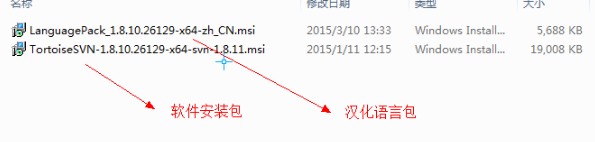 名称 修改日期 类型 大小
LanguagePack_1.8.10.26129-x64-zh_CN.msi 2015/3/10 13:33 Windows Install... 5,688 KB
TortoiseSVN-1.8.10.26129-x64-svn-1.8.11.msi 2015/1/11 12:15 Windows Install... 19,008 KB
软件安装包 汉化语言包